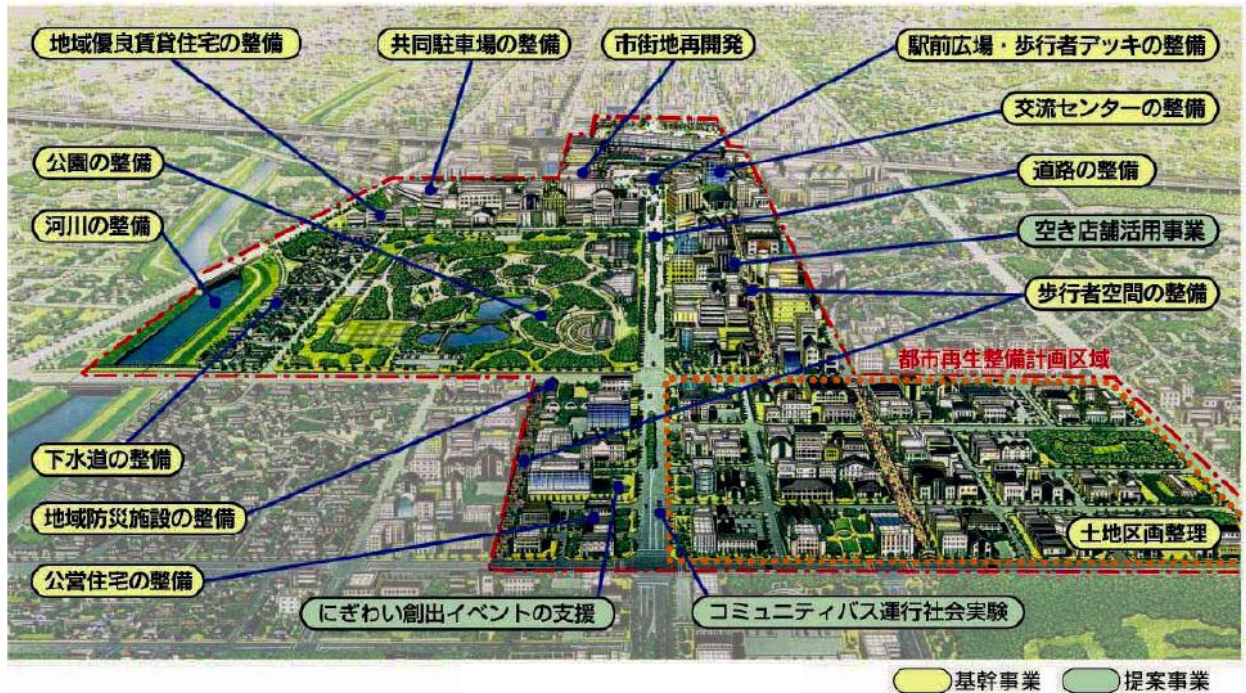 地域優良賃貸住宅の整備
共同駐車場の整備
市街地再開発
駅前広場・歩行者デッキの整備
交流センターの整備
公園の整備
道路の整備
河川の整備
空き店舗活用事業
歩行者空間の整備
都市再生整備計画区域
下水道の整備
地域防災施設の整備
土地区画整理
公営住宅の整備
にぎわい創出イベントの支援
コミュニティバス運行社会実験
基幹事業
提案事業